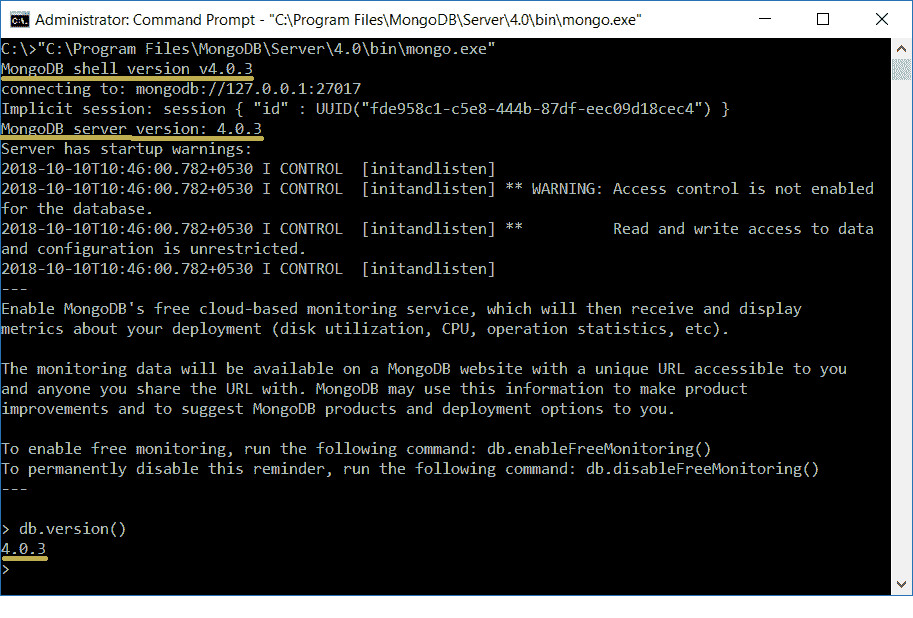 Administrator: Command Prompt - "C:\Program Files\MongoDB\Server\4.0\bin\mongo.exe"
C:\>"C:\Program Files\MongoDB\Server\4.0\bin\mongo.exe"
MongoDB shell version v4.0.3
connecting to: mongodb://127.0.0.1:27017
Implicit session: session { "id" : UUID("fde958c1-c5e8-444b-87df-eec09d18cec4") }
MongoDB server version: 4.0.3
Server has startup warnings:
2018-10-10T10:46:00.782+0530 I CONTROL  [initandlisten]
2018-10-10T10:46:00.782+0530 I CONTROL  [initandlisten] ** WARNING: Access control is not enabled
for the database.
2018-10-10T10:46:00.782+0530 I CONTROL  [initandlisten] **          Read and write access to data
and configuration is unrestricted.
2018-10-10T10:46:00.782+0530 I CONTROL  [initandlisten]
---
Enable MongoDB's free cloud-based monitoring service, which will then receive and display
metrics about your deployment (disk utilization, CPU, operation statistics, etc).
The monitoring data will be available on a MongoDB website with a unique URL accessible to you
and anyone you share the URL with. MongoDB may use this information to make product
improvements and to suggest MongoDB products and deployment options to you.
To enable free monitoring, run the following command: db.enableFreeMonitoring()
To permanently disable this reminder, run the following command: db.disableFreeMonitoring()
---
> db.version()
4.0.3
>